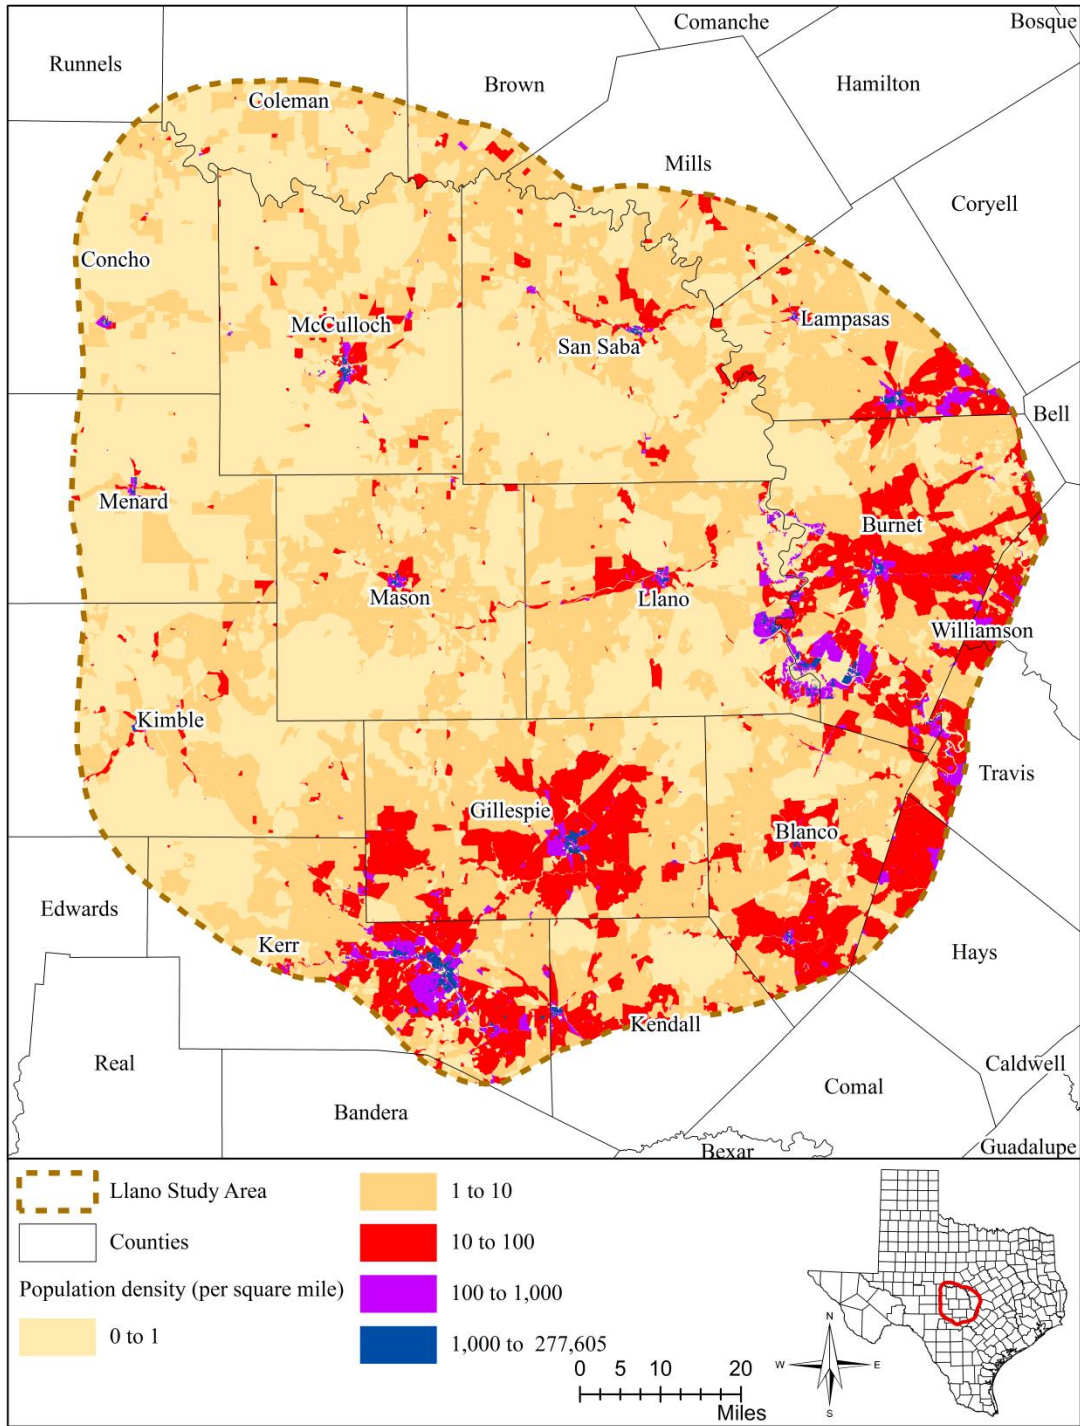 Comanche
Bosque
Runnels
Brown
Hamilton
Coleman
Mills
Coryell
Concho
McCulloch
San Saba
Lampasas
Bell
Menard
Burnet
Mason
Llano
Williamson
Kimble
Travis
Gillespie
Blanco
Edwards
Kerr
Hays
Kendall
Real
Caldwell
Comal
Bandera
Bexar
Guadalupe
Llano Study Area
Counties
Population density (per square mile)
0 to 1
1 to 10
10 to 100
100 to 1,000
1,000 to 277,605
0 5 10 20
Miles
N
W E
S